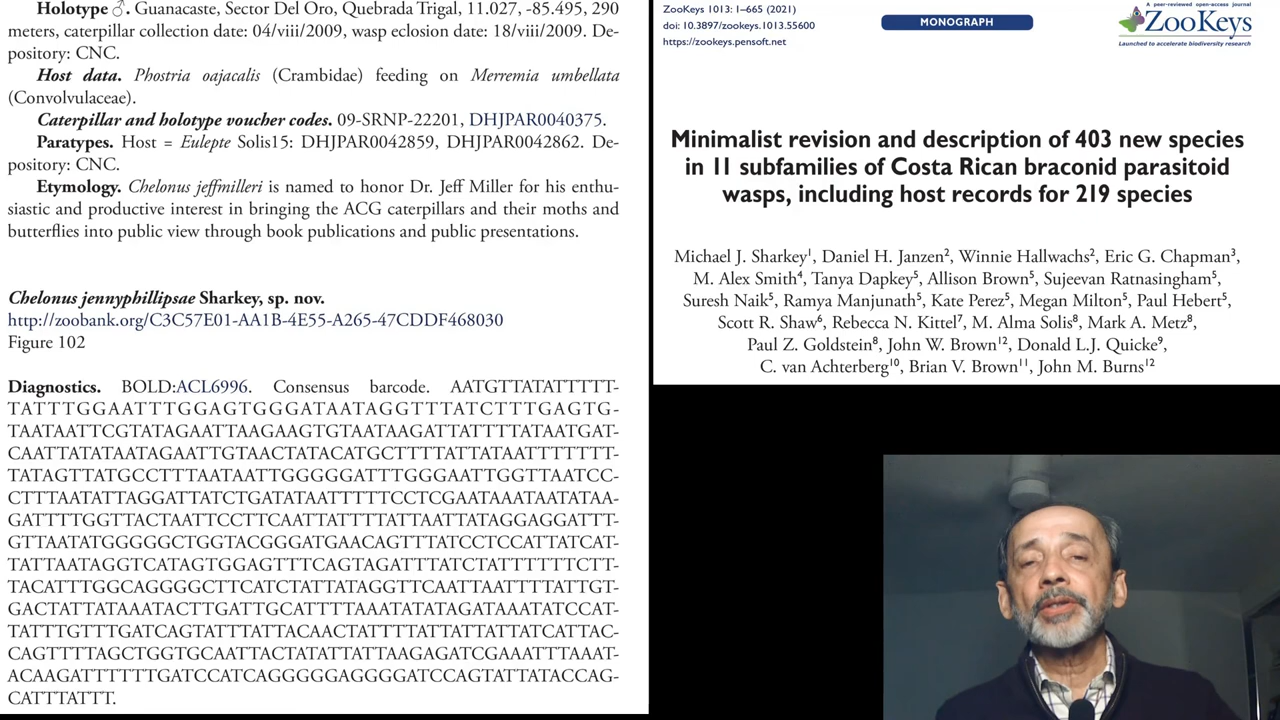 Holotype ♂. Guanacaste, Sector Del Oro, Quebrada Trigal, 11.027, -85.495, 290
meters, caterpillar collection date: 04/viii/2009, wasp eclosion date: 18/viii/2009. De-
pository: CNC.
Host data. Phostria oajacalis (Crambidae) feeding on Merremia umbellata
(Convolvulaceae).
Caterpillar and holotype voucher codes. 09-SRNP-22201, DHJPAR0040375.
Paratypes. Host = Eulepte Solis15: DHJPAR0042859, DHJPAR0042862. De-
pository: CNC.
Etymology. Chelonus jeffmilleri is named to honor Dr. Jeff Miller for his enthu-
siastic and productive interest in bringing the ACG caterpillars and their moths and
butterflies into public view through book publications and public presentations.
Chelonus jennyphillipsae Sharkey, sp. nov.
http://zoobank.org/C3C57E01-AA1B-4E55-A265-47CDDF468030
Figure 102
Diagnostics. BOLD:ACL6996. Consensus barcode. AATGTTATATTTTT-
TATTTGGAATTTGGAGTGGGATAATAGGTTTATCTTTGAGTG-
TAATAATTCGTATAGAATTAAGAAGTGTAATAAGATTATTTTATAATGAT-
CAATTATATAATAGAATTGTAACTATACATGCTTTTATTATAATTTTTTT-
TATAGTTATGCCTTTAATAATTGGGGGATTTGGGAATTGGTTAATCC-
CTTTAATATTAGGATTATCTGATATAATTTTTCCTCGAATAAATAATATAA-
GATTTTGGTTACTAATTCCTTCAATTATTTTATTAATTATAGGAGGATTT-
GTTAATATGGGGGCTGGTACGGGATGAACAGTTTATCCTCCATTATCAT-
TATTAATAGGTCATAGTGGAGTTTCAGTAGATTTATCTATTTTTTCTT-
TACATTTGGCAGGGGCTTCATCTATTATAGGTTCAATTAATTTTATTGT-
GACTATTATAAATACTTGATTGCATTTTAAATATATAGATAAATATCCAT-
TATTTGTTTGATCAGTATTTATTACAACTATTTTATTATTATTATCATTAC-
CAGTTTTAGCTGGTGCAATTACTATATTATTAAGAGATCGAAATTTAAAT-
ACAAGATTTTTTGATCCATCAGGGGGAGGGGATCCAGTATTATACCAG-
CATTTATTT.
ZooKeys 1013: 1–665 (2021)
doi: 10.3897/zookeys.1013.55600
https://zookeys.pensoft.net
MONOGRAPH
A peer-reviewed open-access journal
ZooKeys
Launched to accelerate biodiversity research
Minimalist revision and description of 403 new species
in 11 subfamilies of Costa Rican braconid parasitoid
wasps, including host records for 219 species
Michael J. Sharkey¹, Daniel H. Janzen², Winnie Hallwachs², Eric G. Chapman³,
M. Alex Smith⁴, Tanya Dapkey⁵, Allison Brown⁵, Sujeevan Ratnasingham⁵,
Suresh Naik⁵, Ramya Manjunath⁵, Kate Perez⁵, Megan Milton⁵, Paul Hebert⁵,
Scott R. Shaw⁶, Rebecca N. Kittel⁷, M. Alma Solis⁸, Mark A. Metz⁸,
Paul Z. Goldstein⁸, John W. Brown¹², Donald L.J. Quicke⁹,
C. van Achterberg¹⁰, Brian V. Brown¹¹, John M. Burns¹²